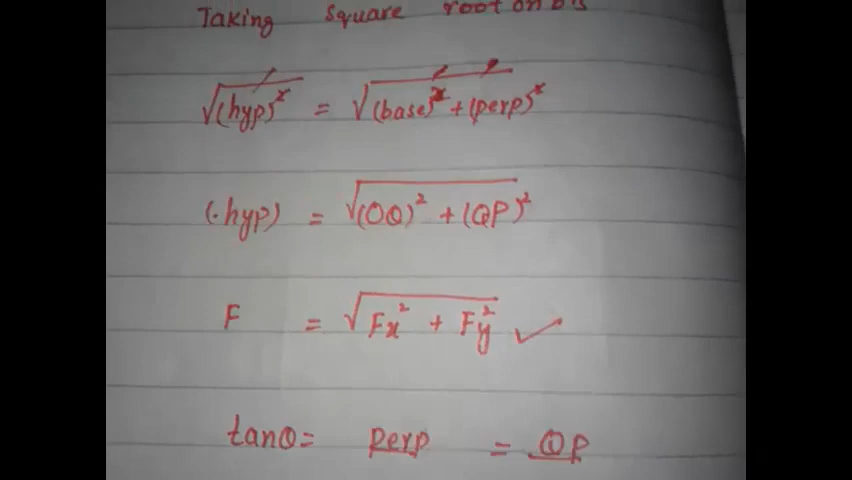 Taking Square root on b/s
√(hyp)² = √(base)² + (perp)²
(.hyp) = √(OQ)² + (QP)²
F = √Fx² + Fy² ✓
tanθ = perp = QP